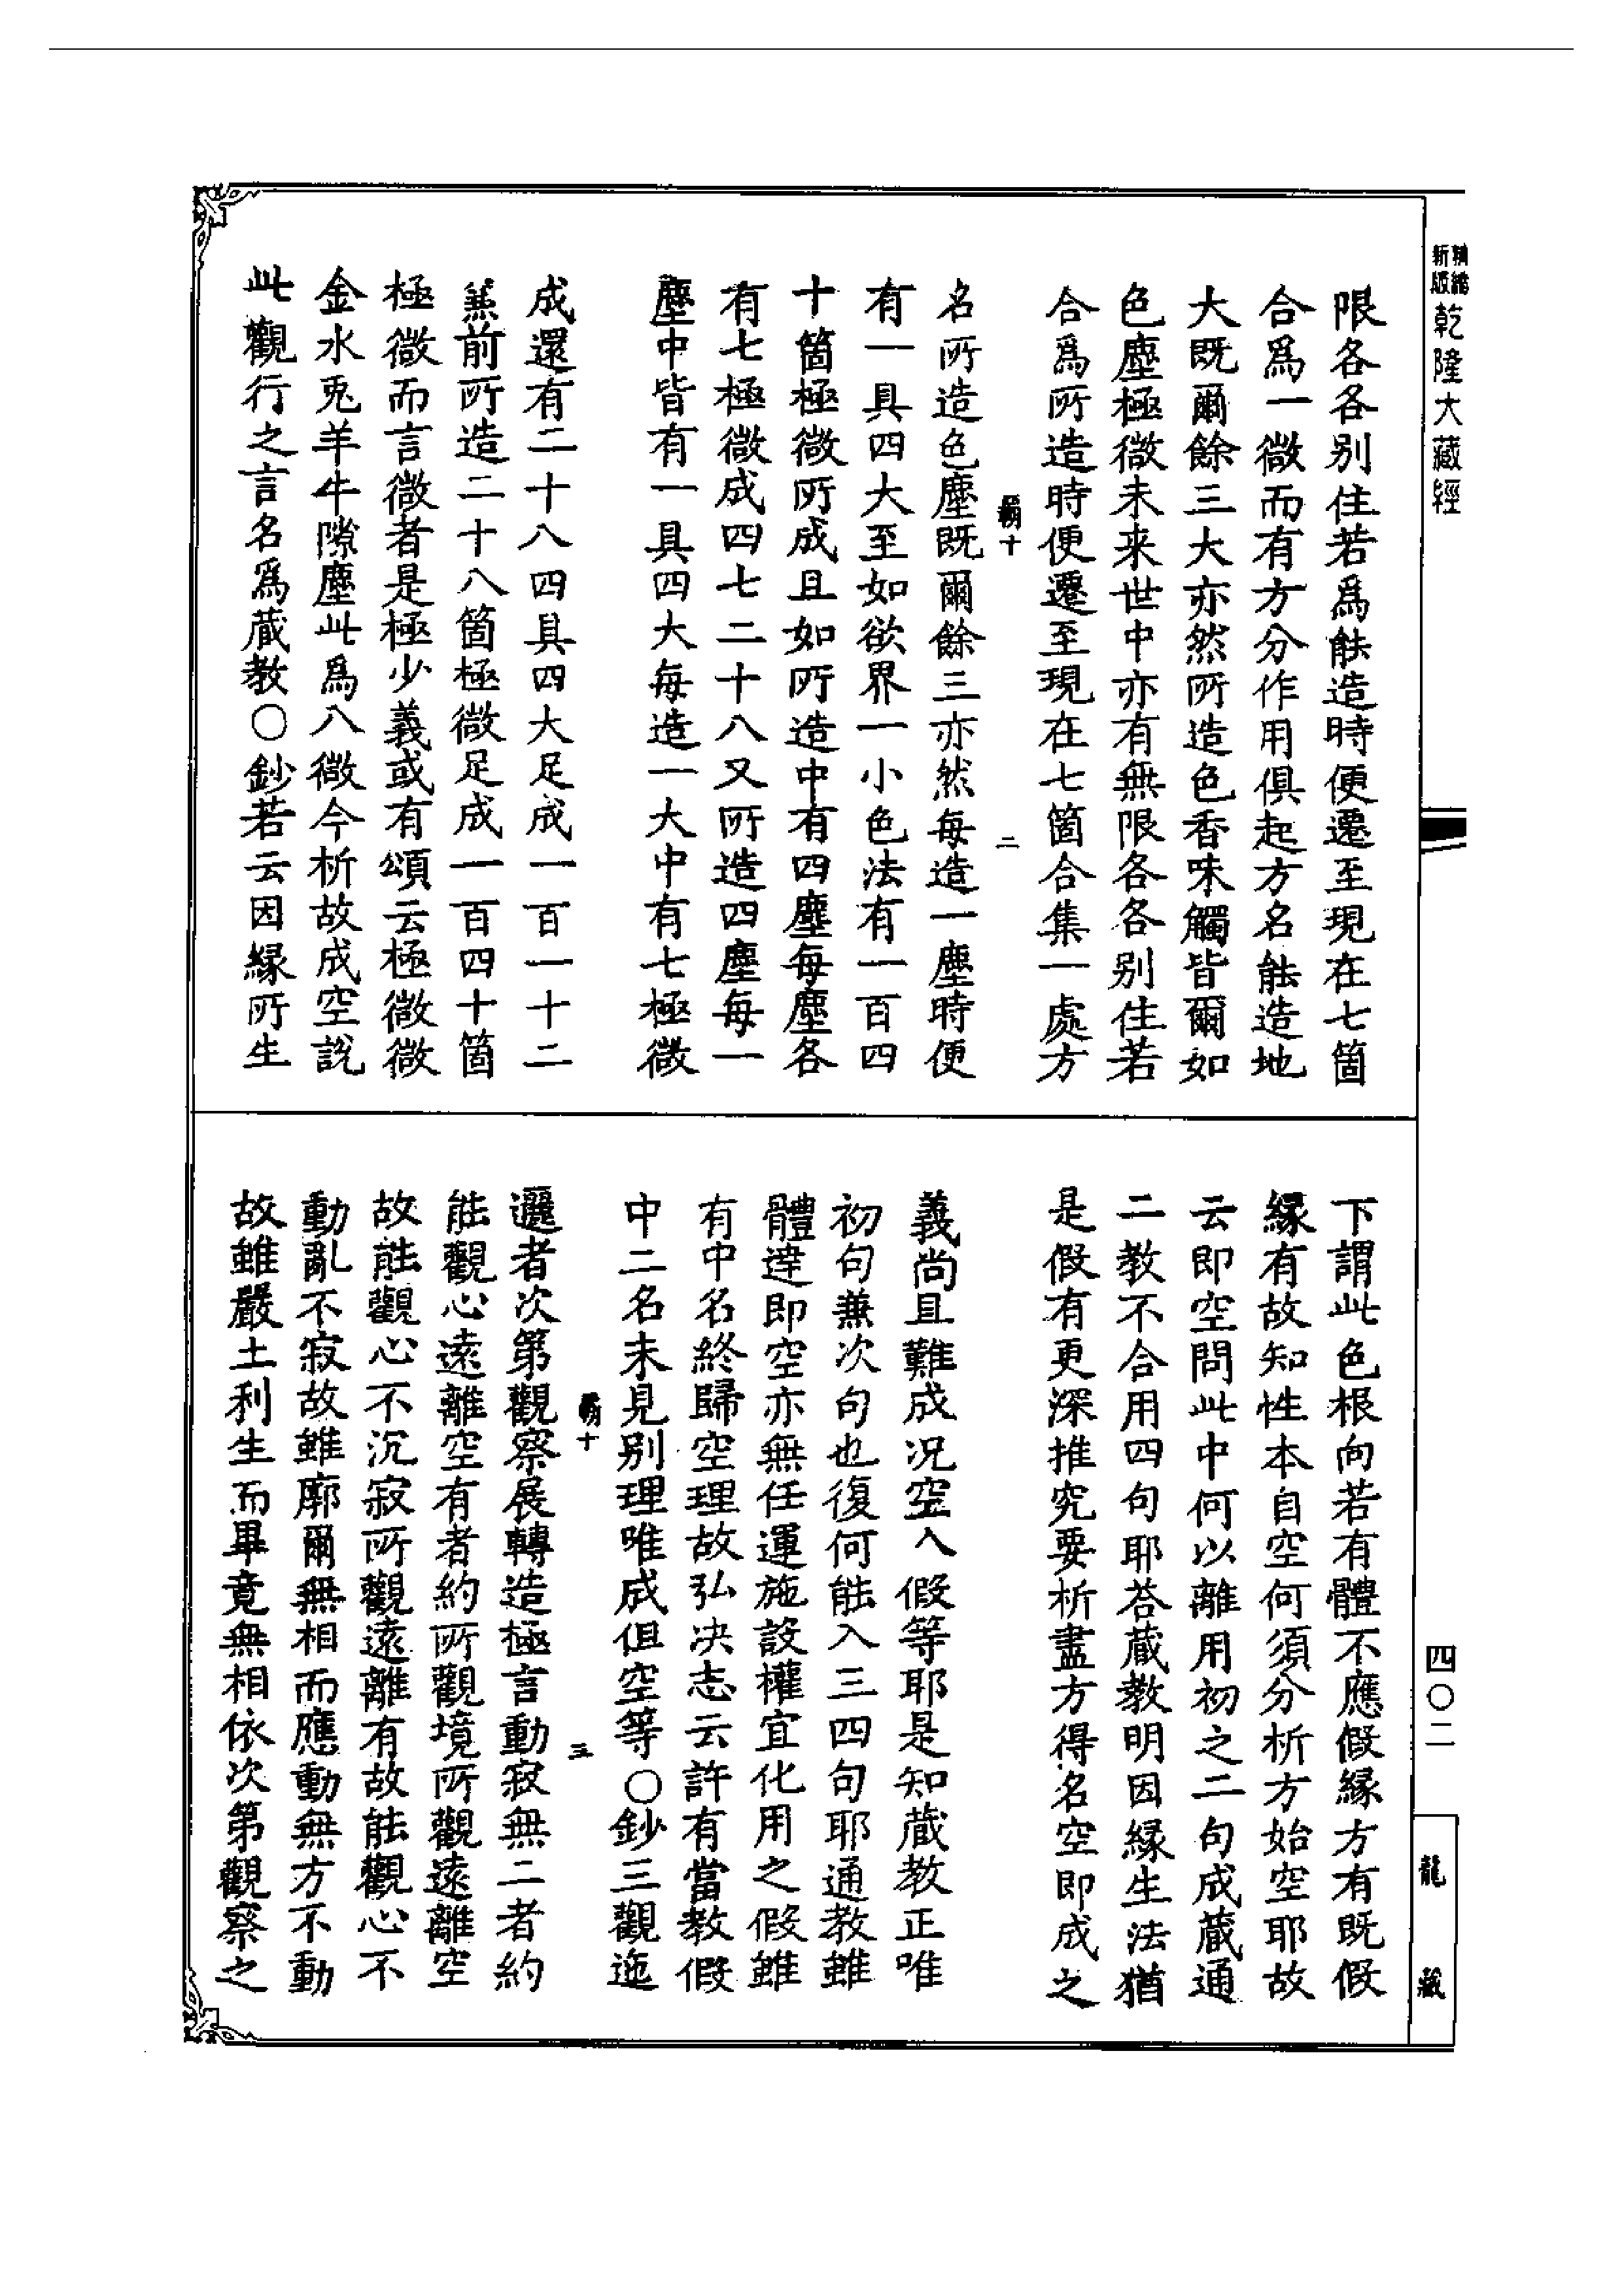 精縮新版
乾隆大藏經
限各各别住若爲䏻造時便遷至現在七箇
合爲一微而有方分作用俱起方名䏻造地
大既爾餘三大亦然所造色香味觸皆爾如
色塵極微未来世中亦有無限各各别住若
合爲所造時便遷至現在七箇合集一處方
十
二
名所造色塵既爾餘三亦然每造一塵時便
有一具四大至如欲界一小色法有一百四
十箇極微所成且如所造中有四塵每塵各
有七極微成四七二十八又所造四塵每一
塵中皆有一具四大每造一大中有七極微
成還有二十八四具四大足成一百一十二
兼前所造二十八箇極微足成一百四十箇
極微而言微者是極少義或有頌云極微微
金水兎羊牛隙塵此爲八微今析故成空說
此觀行之言名爲蔵教〇鈔若云因縁所生
下謂此色根向若有體不應假縁方有既假
縁有故知性本自空何須分析方始空耶故
云即空問此中何以離用初之二句成蔵通
二教不合用四句耶荅蔵教明因縁生法猶
是假有更深推究要析盡方得名空即成之
義尚且難成况空入假等耶是知蔵教正唯
初句兼次句也復何䏻入三四句耶通教雖
體達即空亦無任運施設權宜化用之假雖
有中名終歸空理故弘决志云許有當教假
中二名未見别理唯成但空等〇鈔三觀迤
十
三
邐者次第觀察展轉造極言動寂無二者約
䏻觀心遠離空有者約所觀境所觀遠離空
故䏻觀心不沉寂所觀遠離有故䏻觀心不
動亂不寂故雖廓爾無相而應動無方不動
故雖嚴土利生而畢竟無相依次第觀察之
四〇二
龍藏